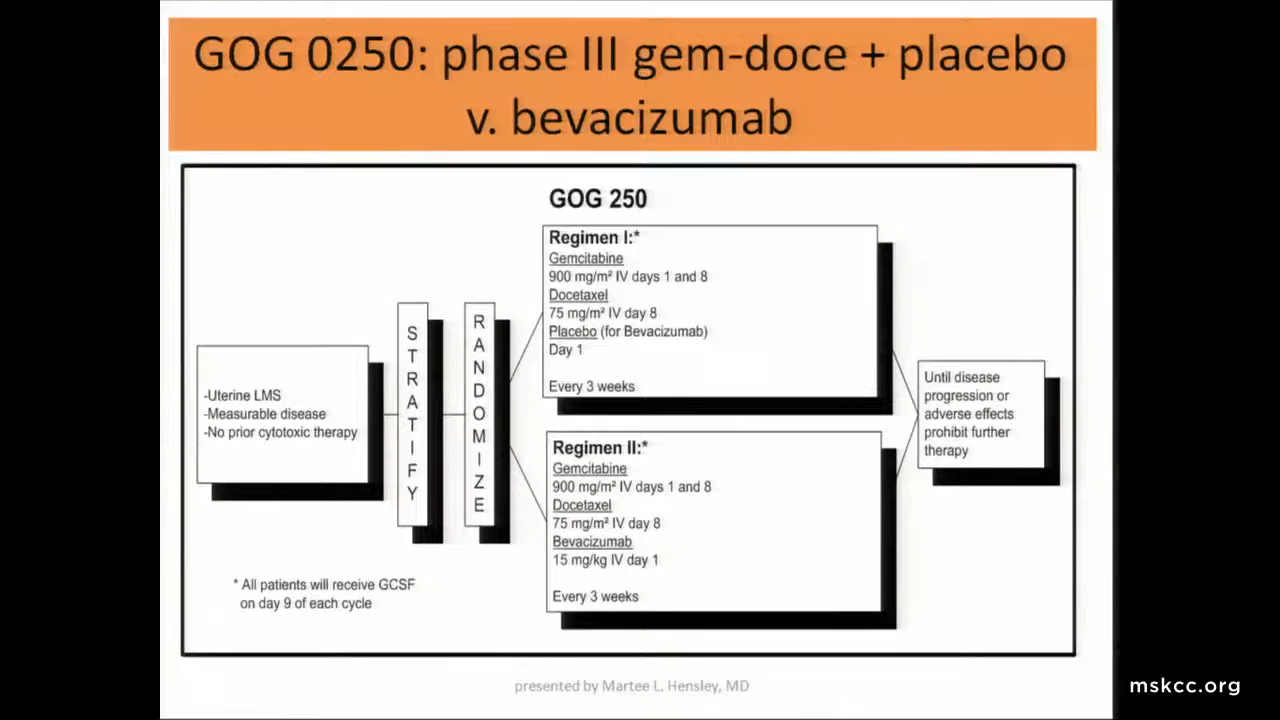 GOG 0250: phase III gem-doce + placebo
v. bevacizumab
GOG 250
-Uterine LMS
-Measurable disease
-No prior cytotoxic therapy
STRATIFY
RANDOMIZE
Regimen I:*
Gemcitabine
900 mg/m² IV days 1 and 8
Docetaxel
75 mg/m² IV day 8
Placebo (for Bevacizumab)
Day 1
Every 3 weeks
Regimen II:*
Gemcitabine
900 mg/m² IV days 1 and 8
Docetaxel
75 mg/m² IV day 8
Bevacizumab
15 mg/kg IV day 1
Every 3 weeks
Until disease
progression or
adverse effects
prohibit further
therapy
* All patients will receive GCSF
on day 9 of each cycle
presented by Martee L. Hensley, MD
mskcc.org